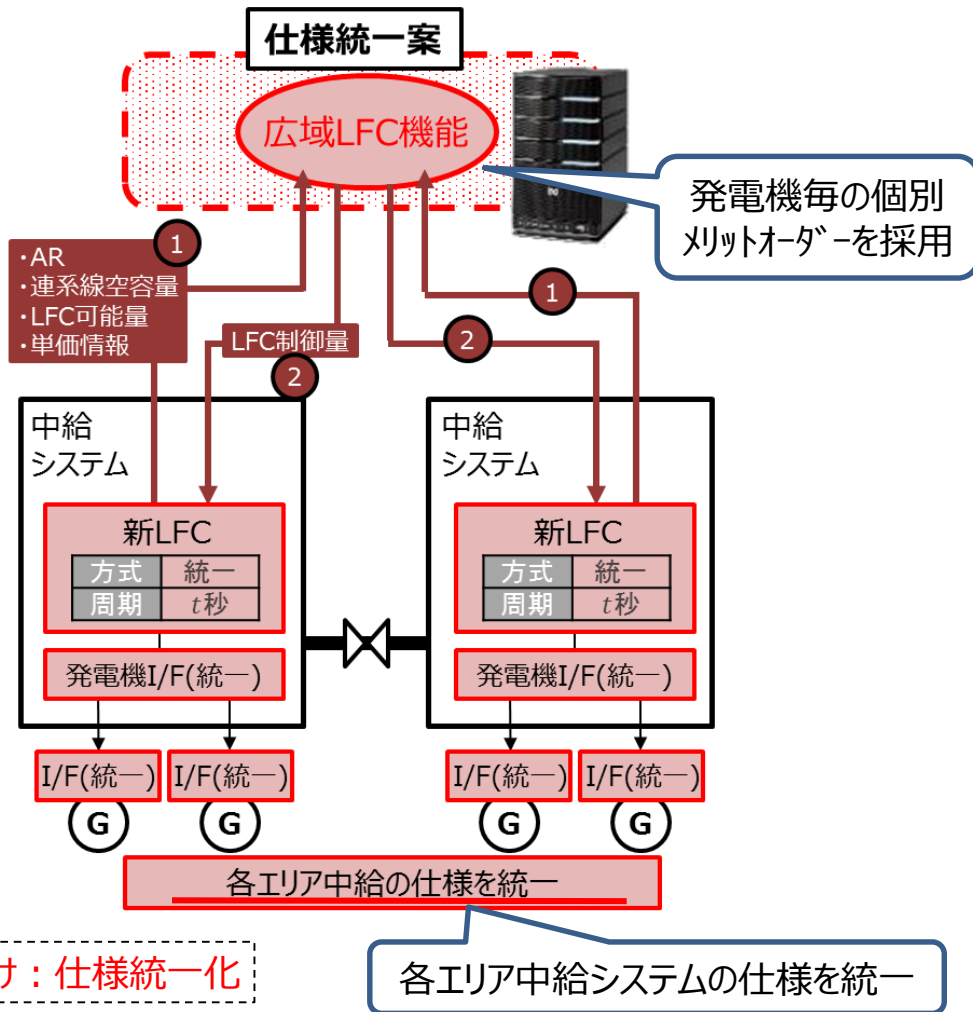 仕様統一案
広域LFC機能
発電機毎の個別
ﾒﾘｯﾄｵｰﾀﾞｰを採用
1
・AR
・連系線空容量
・LFC可能量
・単価情報
LFC制御量
2
1
2
中給
システム
新LFC
方式 統一
周期 t秒
発電機I/F(統一)
I/F(統一)
I/F(統一)
G
G
中給
システム
新LFC
方式 統一
周期 t秒
発電機I/F(統一)
I/F(統一)
I/F(統一)
G
G
各エリア中給の仕様を統一
け：仕様統一化
各エリア中給システムの仕様を統一